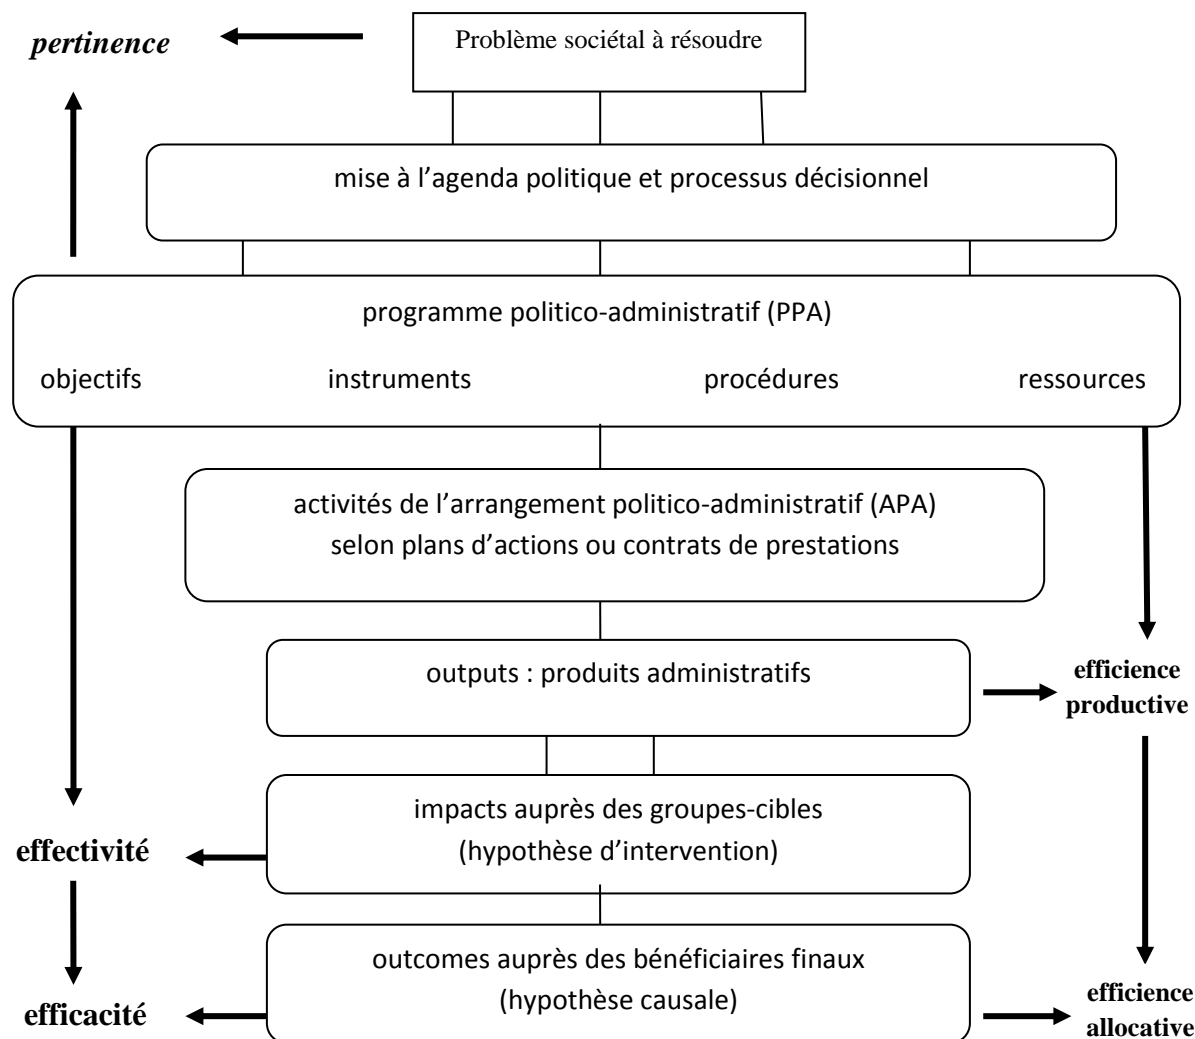 pertinence
Problème sociétal à résoudre
mise à l’agenda politique et processus décisionnel
programme politico-administratif (PPA)
objectifs instruments procédures ressources
activités de l’arrangement politico-administratif (APA)
selon plans d’actions ou contrats de prestations
outputs : produits administratifs
efficience
productive
impacts auprès des groupes-cibles
(hypothèse d’intervention)
effectivité
outcomes auprès des bénéficiaires finaux
(hypothèse causale)
efficacité
efficience
allocative